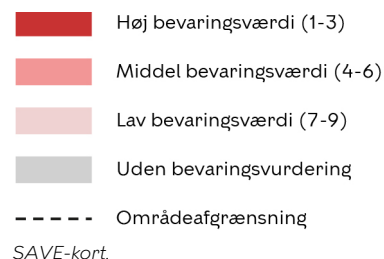 Høj bevaringsværdi (1-3)
Middel bevaringsværdi (4-6)
Lav bevaringsværdi (7-9)
Uden bevaringsvurdering
Områdeafgrænsning
SAVE-kort.